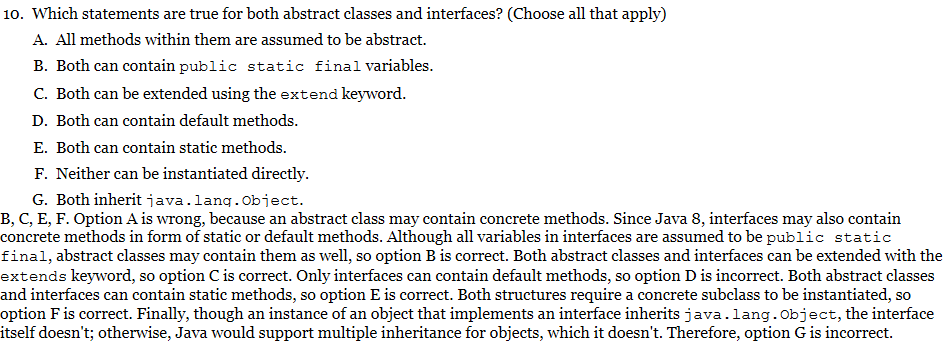 10. Which statements are true for both abstract classes and interfaces? (Choose all that apply)
A. All methods within them are assumed to be abstract.
B. Both can contain public static final variables.
C. Both can be extended using the extend keyword.
D. Both can contain default methods.
E. Both can contain static methods.
F. Neither can be instantiated directly.
G. Both inherit java.lang.Object.
B, C, E, F. Option A is wrong, because an abstract class may contain concrete methods. Since Java 8, interfaces may also contain
concrete methods in form of static or default methods. Although all variables in interfaces are assumed to be public static
final, abstract classes may contain them as well, so option B is correct. Both abstract classes and interfaces can be extended with the
extends keyword, so option C is correct. Only interfaces can contain default methods, so option D is incorrect. Both abstract classes
and interfaces can contain static methods, so option E is correct. Both structures require a concrete subclass to be instantiated, so
option F is correct. Finally, though an instance of an object that implements an interface inherits java.lang.Object, the interface
itself doesn't; otherwise, Java would support multiple inheritance for objects, which it doesn't. Therefore, option G is incorrect.